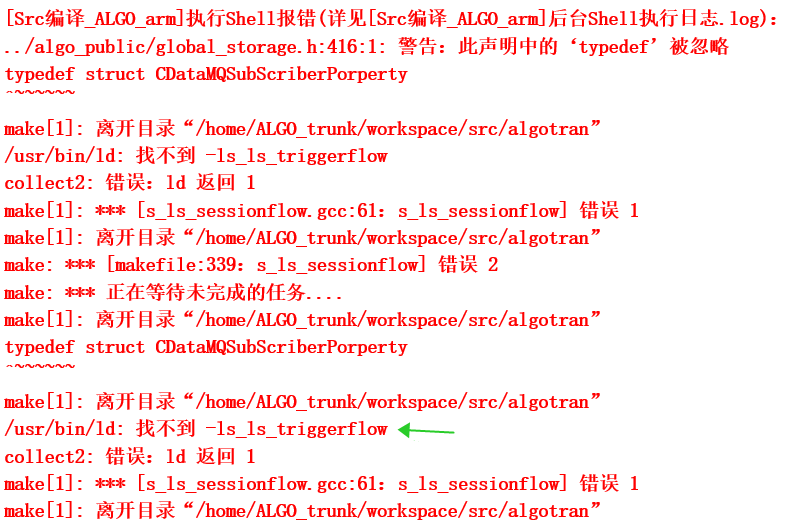 [Src编译_ALGO_arm]执行Shell报错(详见[Src编译_ALGO_arm]后台Shell执行日志.log):
../algo_public/global_storage.h:416:1: 警告：此声明中的‘typedef’被忽略
typedef struct CDataMQSubScriberPorperty
^~~~~~~
make[1]: 离开目录“/home/ALGO_trunk/workspace/src/algotran”
/usr/bin/ld: 找不到 -ls_ls_triggerflow
collect2: 错误：ld 返回 1
make[1]: *** [s_ls_sessionflow.gcc:61：s_ls_sessionflow] 错误 1
make[1]: 离开目录“/home/ALGO_trunk/workspace/src/algotran”
make: *** [makefile:339：s_ls_sessionflow] 错误 2
make: *** 正在等待未完成的任务....
make[1]: 离开目录“/home/ALGO_trunk/workspace/src/algotran”
typedef struct CDataMQSubScriberPorperty
^~~~~~~
make[1]: 离开目录“/home/ALGO_trunk/workspace/src/algotran”
/usr/bin/ld: 找不到 -ls_ls_triggerflow
collect2: 错误：ld 返回 1
make[1]: *** [s_ls_sessionflow.gcc:61：s_ls_sessionflow] 错误 1
make[1]: 离开目录“/home/ALGO_trunk/workspace/src/algotran”